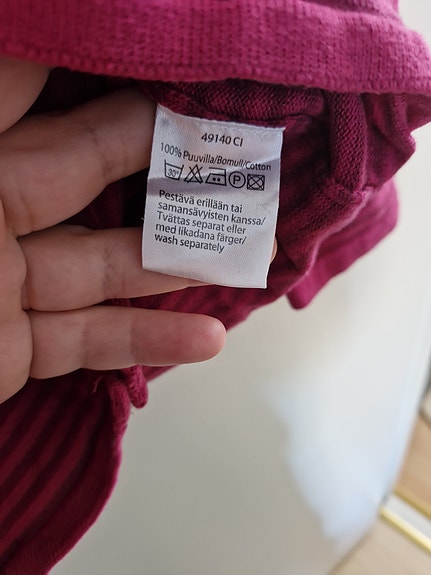 49140 CI
100% Puuvilla/Bomull/Cotton
30° P
Pestävä erillään tai
samansävyisten kanssa/
Tvättas separat eller
med likadana färger/
wash separately